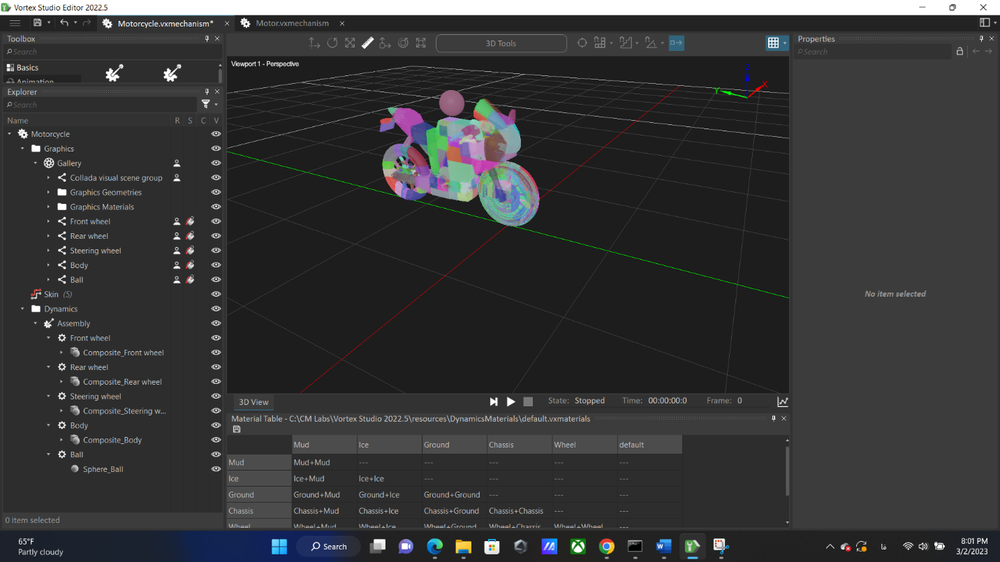 Vortex Studio Editor 2022.5
Motorcycle.vxmechanism*
Motor.vxmechanism
Toolbox
Search
Basics
Animation
Explorer
Search
Name R S C V
Motorcycle
Graphics
Gallery
Collada visual scene group
Graphics Geometries
Graphics Materials
Front wheel
Rear wheel
Steering wheel
Body
Ball
Skin (5)
Dynamics
Assembly
Front wheel
Composite_Front wheel
Rear wheel
Composite_Rear wheel
Steering wheel
Composite_Steering w...
Body
Composite_Body
Ball
Sphere_Ball
0 item selected
3D Tools
Viewport 1 - Perspective
Z
Y
X
3D View
State: Stopped Time: 00:00:00:0 Frame: 0
Material Table - C:\CM Labs\Vortex Studio 2022.5\resources\DynamicsMaterials\default.vxmaterials
Mud Ice Ground Chassis Wheel default
Mud Mud+Mud --- --- --- --- ---
Ice Ice+Mud Ice+Ice --- --- --- ---
Ground Ground+Mud Ground+Ice Ground+Ground --- --- ---
Chassis Chassis+Mud Chassis+Ice Chassis+Ground Chassis+Chassis --- ---
Wheel Wheel+Mud Wheel+Ice Wheel+Ground Wheel+Chassis Wheel+Wheel ---
Properties
Search
No item selected
65°F
Partly cloudy
Search
فا
8:01 PM
3/2/2023